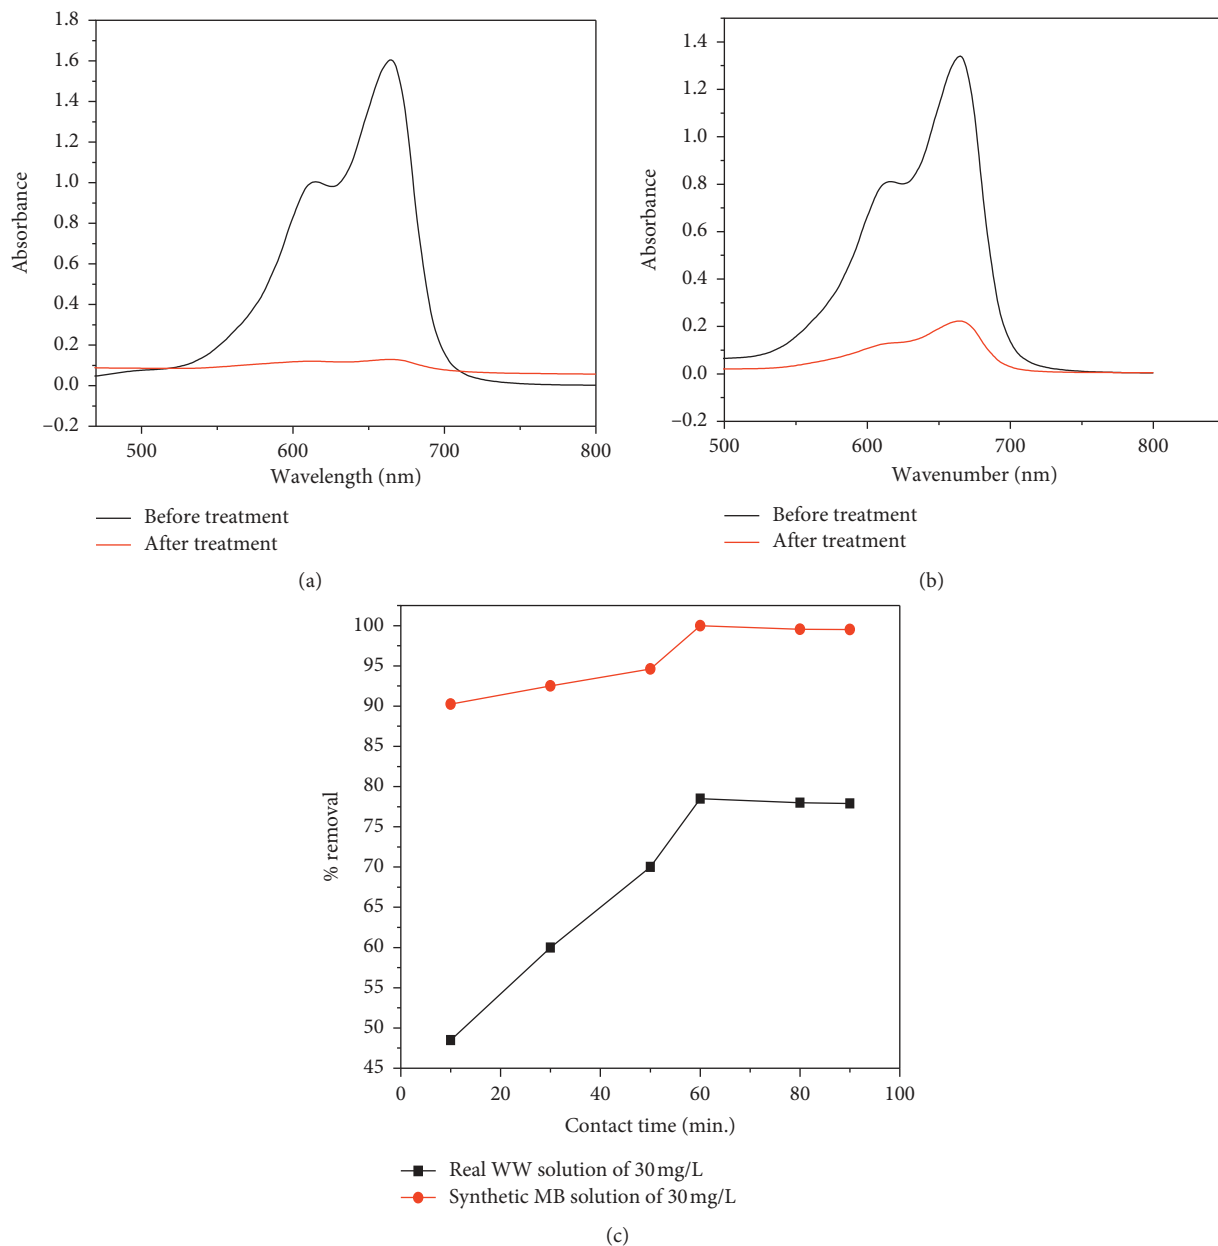 1.8
1.6
1.4
1.2
1.0
0.8
0.6
0.4
0.2
0.0
–0.2
Absorbance
500 600 700 800
Wavelength (nm)
Before treatment
After treatment
(a)
1.4
1.2
1.0
0.8
0.6
0.4
0.2
0.0
–0.2
Absorbance
500 600 700 800
Wavenumber (nm)
Before treatment
After treatment
(b)
100
95
90
85
80
75
70
65
60
55
50
45
% removal
0 20 40 60 80 100
Contact time (min.)
Real WW solution of 30 mg/L
Synthetic MB solution of 30 mg/L
(c)